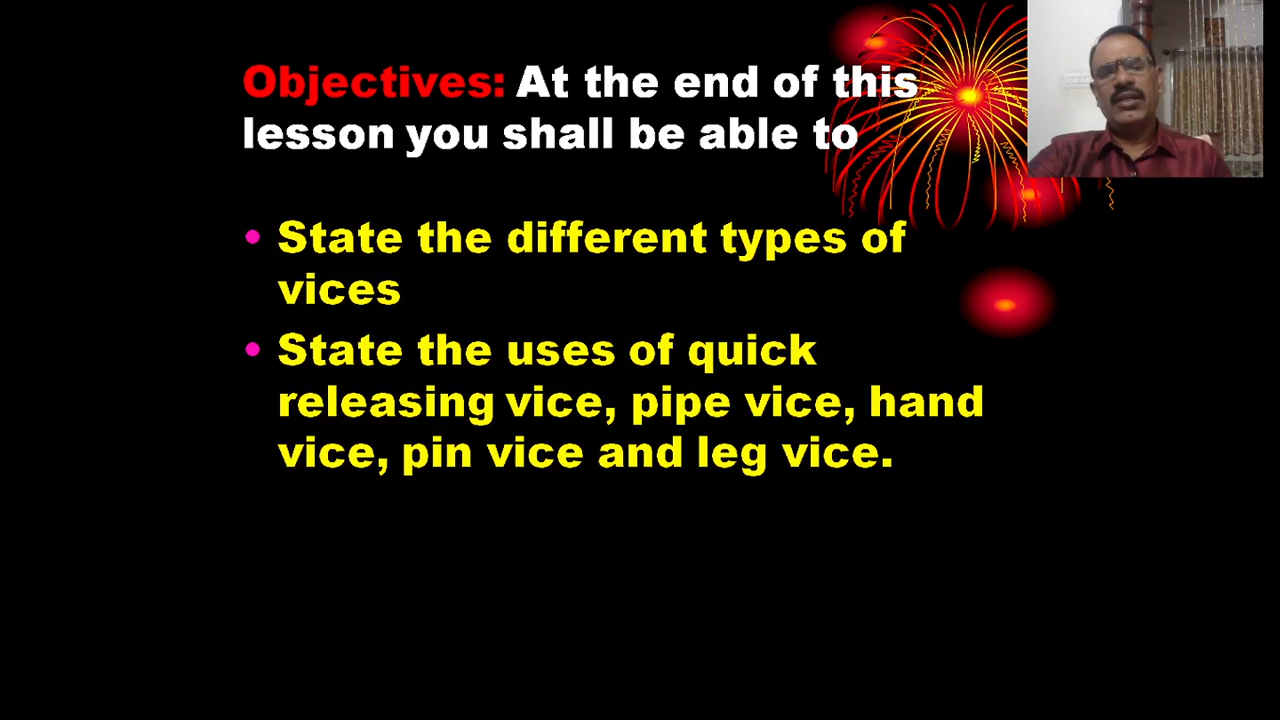 Objectives: At the end of this
lesson you shall be able to
• State the different types of
vices
• State the uses of quick
releasing vice, pipe vice, hand
vice, pin vice and leg vice.